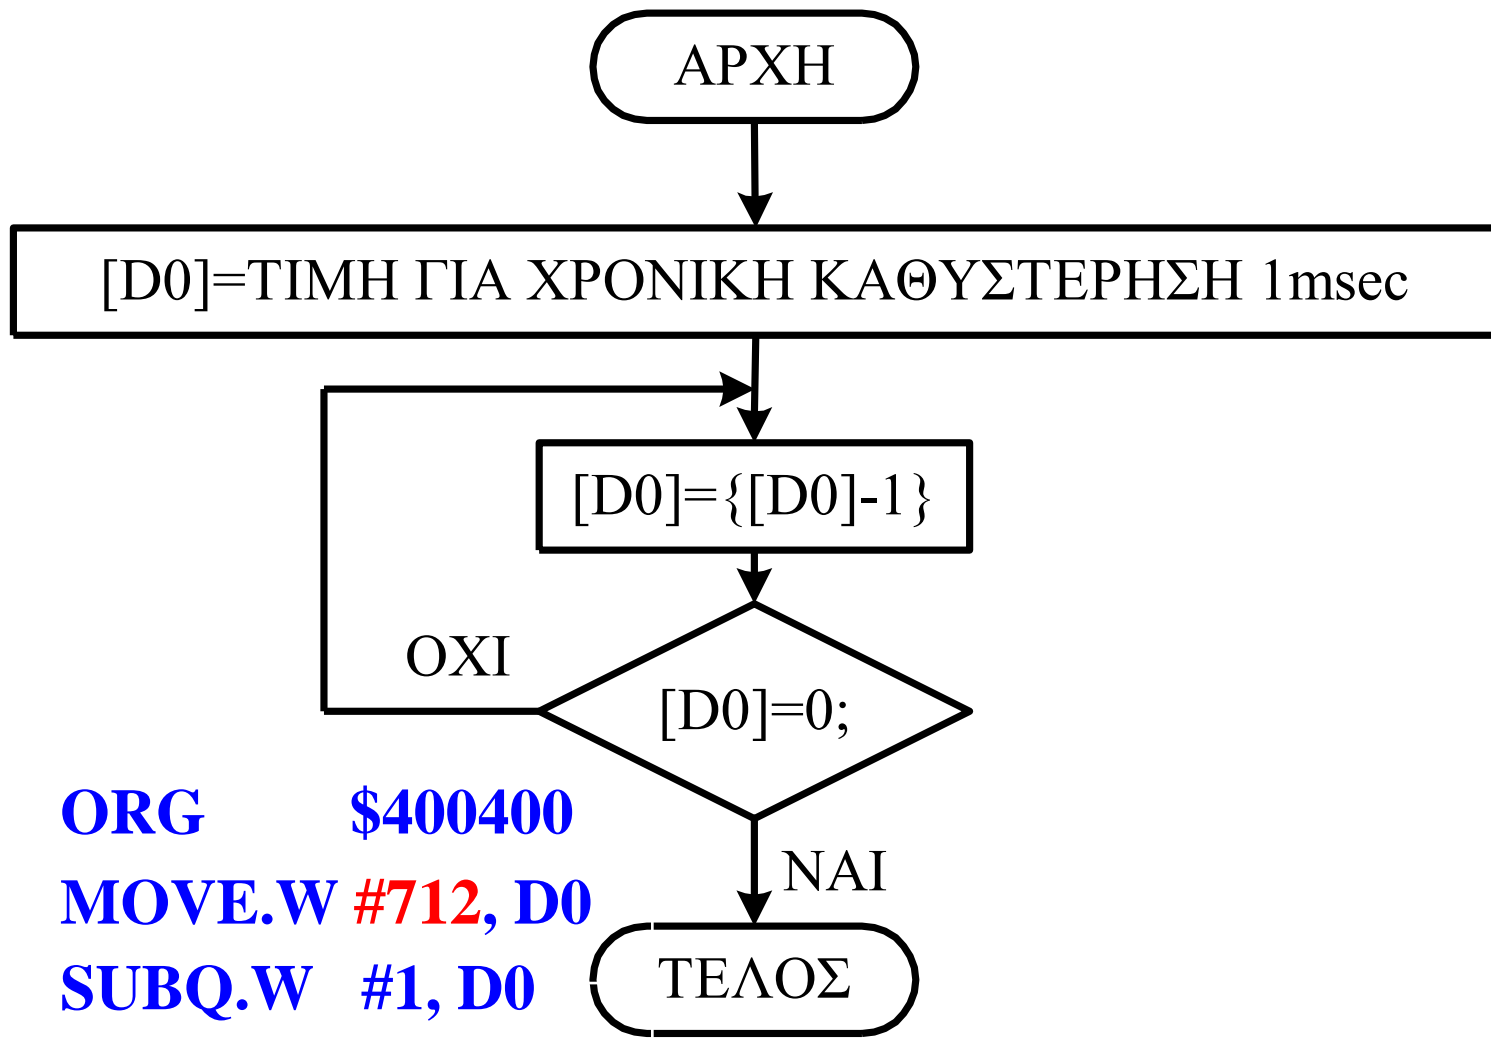 ΑΡΧΗ
[D0]=ΤΙΜΗ ΓΙΑ ΧΡΟΝΙΚΗ ΚΑΘΥΣΤΕΡΗΣΗ 1msec
[D0]={[D0]-1}
ΟΧΙ
[D0]=0;
ΝΑΙ
ΤΕΛΟΣ
ORG $400400
MOVE.W #712, D0
SUBQ.W #1, D0